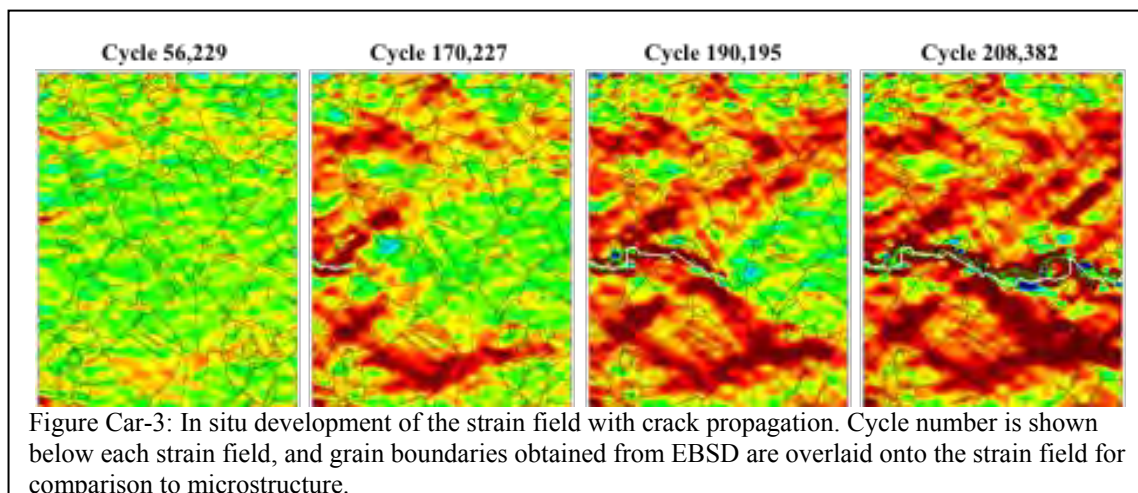 Cycle 56,229 Cycle 170,227 Cycle 190,195 Cycle 208,382
Figure Car-3: In situ development of the strain field with crack propagation. Cycle number is shown
below each strain field, and grain boundaries obtained from EBSD are overlaid onto the strain field for
comparison to microstructure.